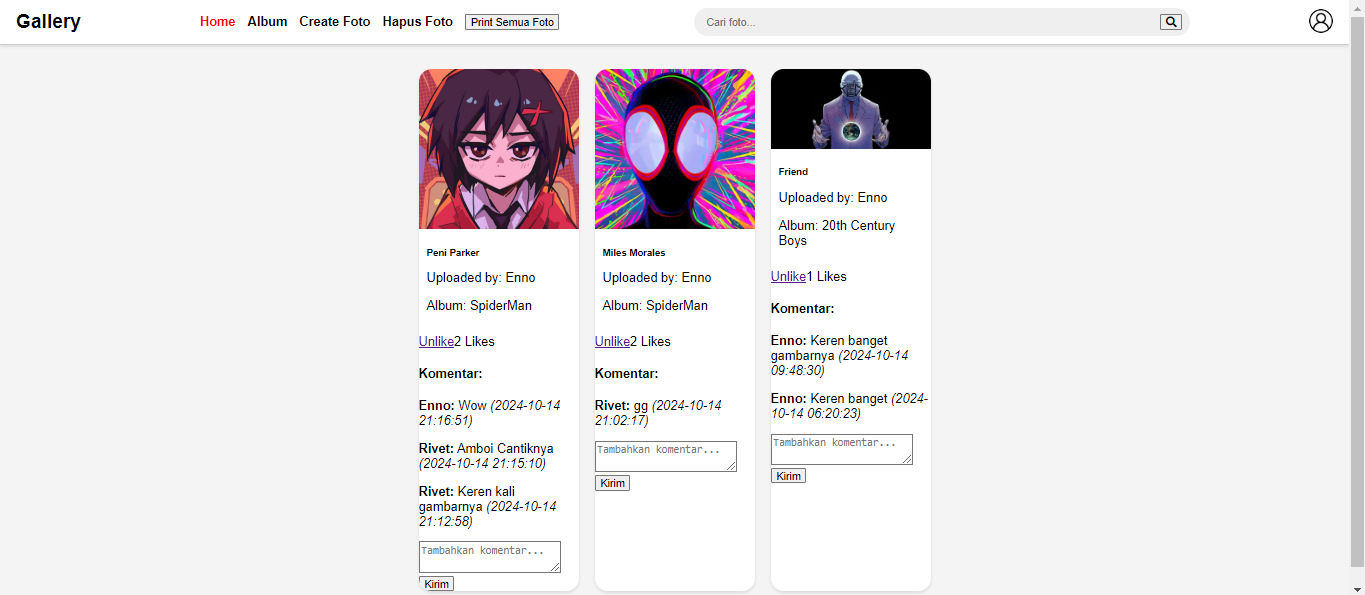 Gallery
Home Album Create Foto Hapus Foto Print Semua Foto
Cari foto...
Peni Parker
Uploaded by: Enno
Album: SpiderMan
Unlike2 Likes
Komentar:
Enno: Wow (2024-10-14
21:16:51)
Rivet: Amboi Cantiknya
(2024-10-14 21:15:10)
Rivet: Keren kali
gambarnya (2024-10-14
21:12:58)
Tambahkan komentar...
Kirim
Miles Morales
Uploaded by: Enno
Album: SpiderMan
Unlike2 Likes
Komentar:
Rivet: gg (2024-10-14
21:02:17)
Tambahkan komentar...
Kirim
Friend
Uploaded by: Enno
Album: 20th Century
Boys
Unlike1 Likes
Komentar:
Enno: Keren banget
gambarnya (2024-10-14
09:48:30)
Enno: Keren banget (2024-
10-14 06:20:23)
Tambahkan komentar...
Kirim